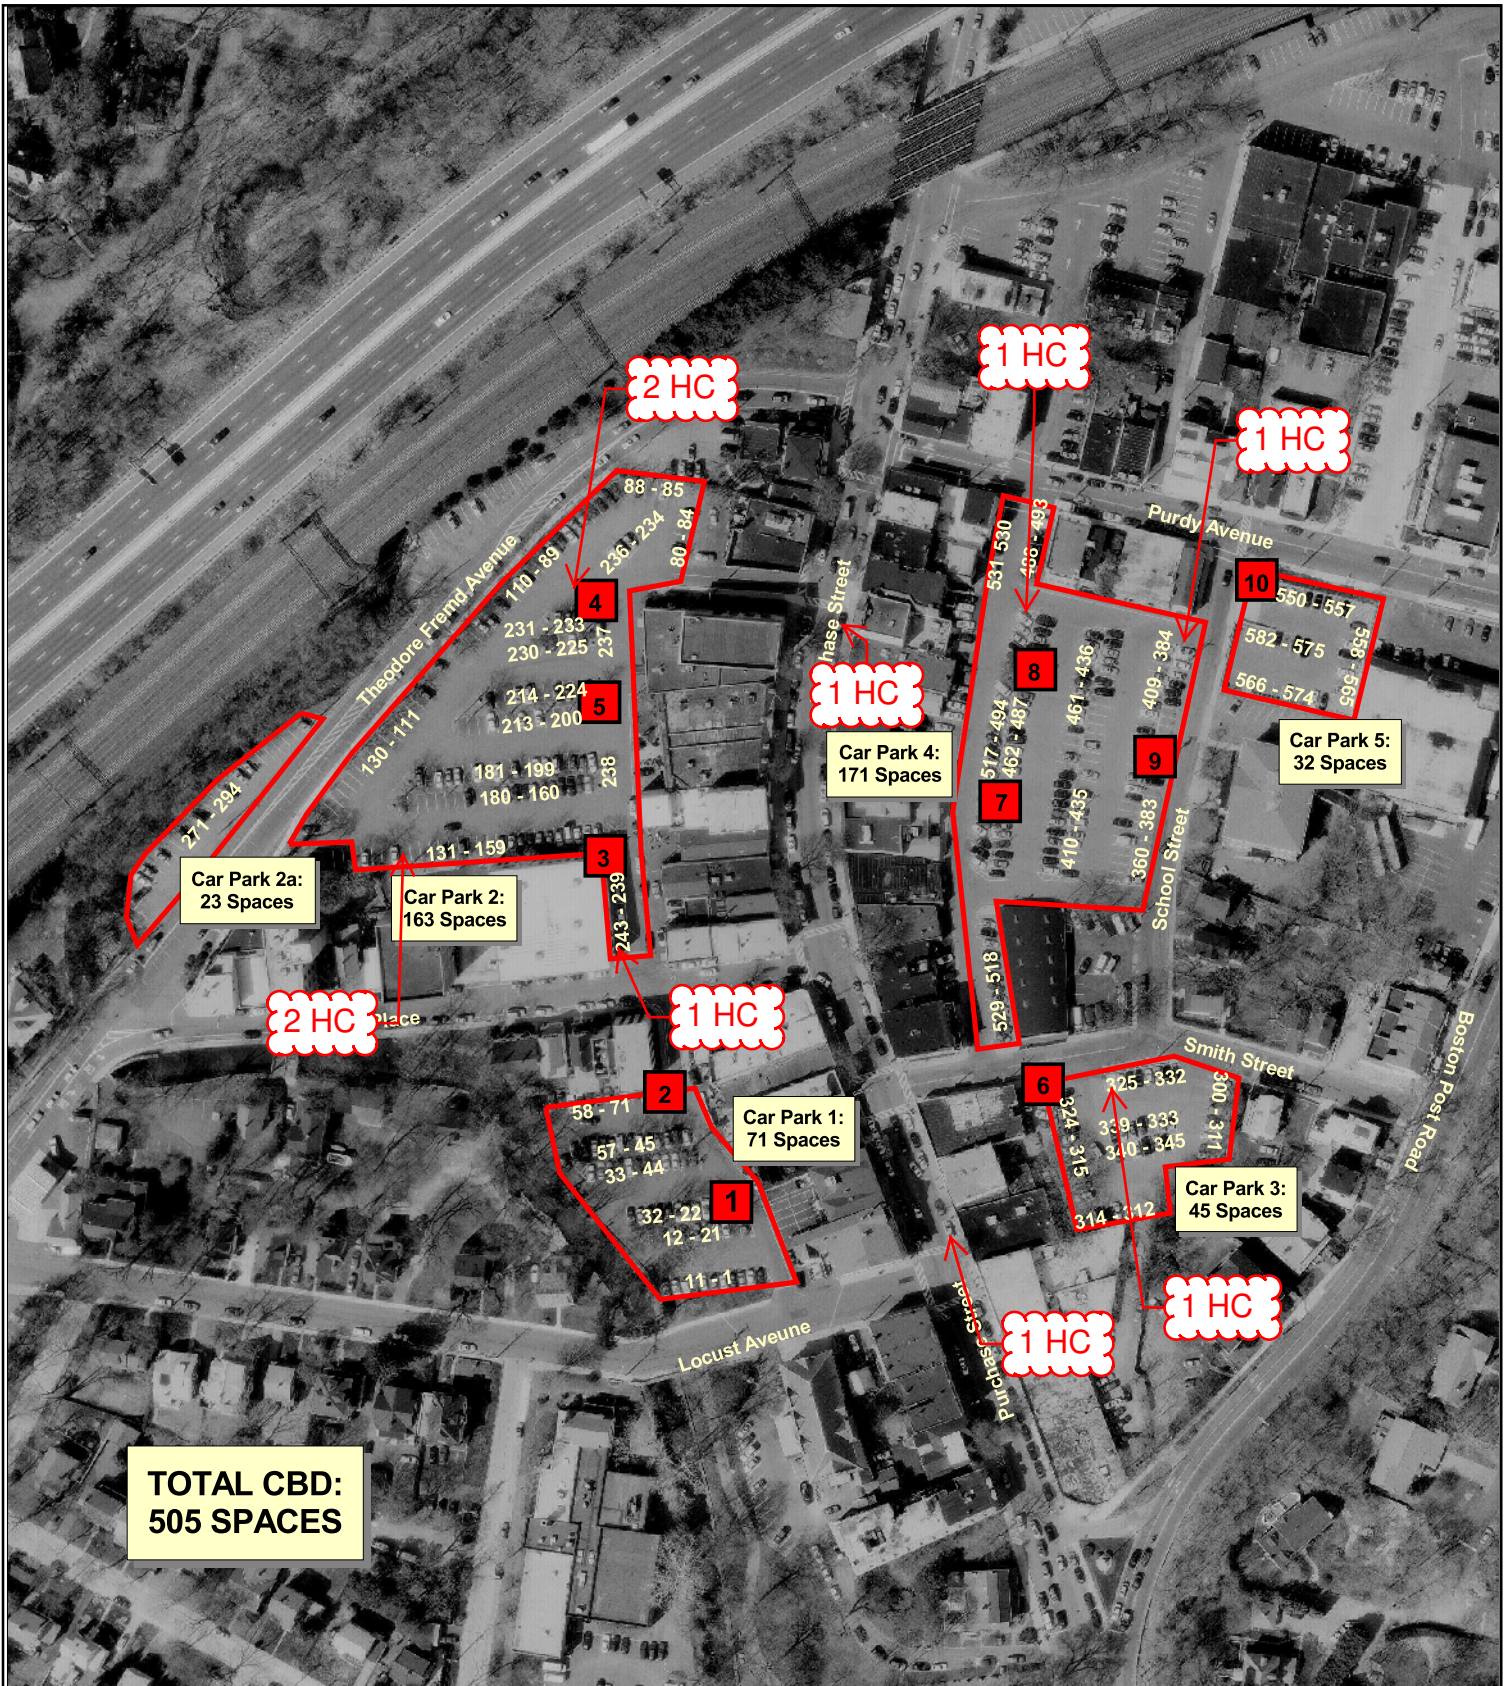 2 HC
1 HC
1 HC
88 - 85
236 - 234
80 - 84
110 - 89
Theodore Fremd Avenue
4
231 - 233
230 - 225
237
214 - 224
213 - 200
5
130 - 111
181 - 199
180 - 160
238
131 - 159
3
243 - 239
271 - 294
Car Park 2a:
23 Spaces
Car Park 2:
163 Spaces
2 HC
Place
1 HC
hase Street
1 HC
Car Park 4:
171 Spaces
531 530
493
Purdy Avenue
10
550 - 557
582 - 575
566 - 574
558 - 565
Car Park 5:
32 Spaces
8
461 - 436
409 - 384
517 - 494
462 - 487
9
7
410 - 435
360 - 383
School Street
529 - 518
Smith Street
Boston Post Road
6
325 - 332
300 - 311
324 - 315
339 - 333
340 - 345
314 - 312
Car Park 3:
45 Spaces
1 HC
2
58 - 71
57 - 45
33 - 44
Car Park 1:
71 Spaces
1
32 - 22
12 - 21
11 - 1
Locust Aveune
Purchas Street
1 HC
TOTAL CBD:
505 SPACES